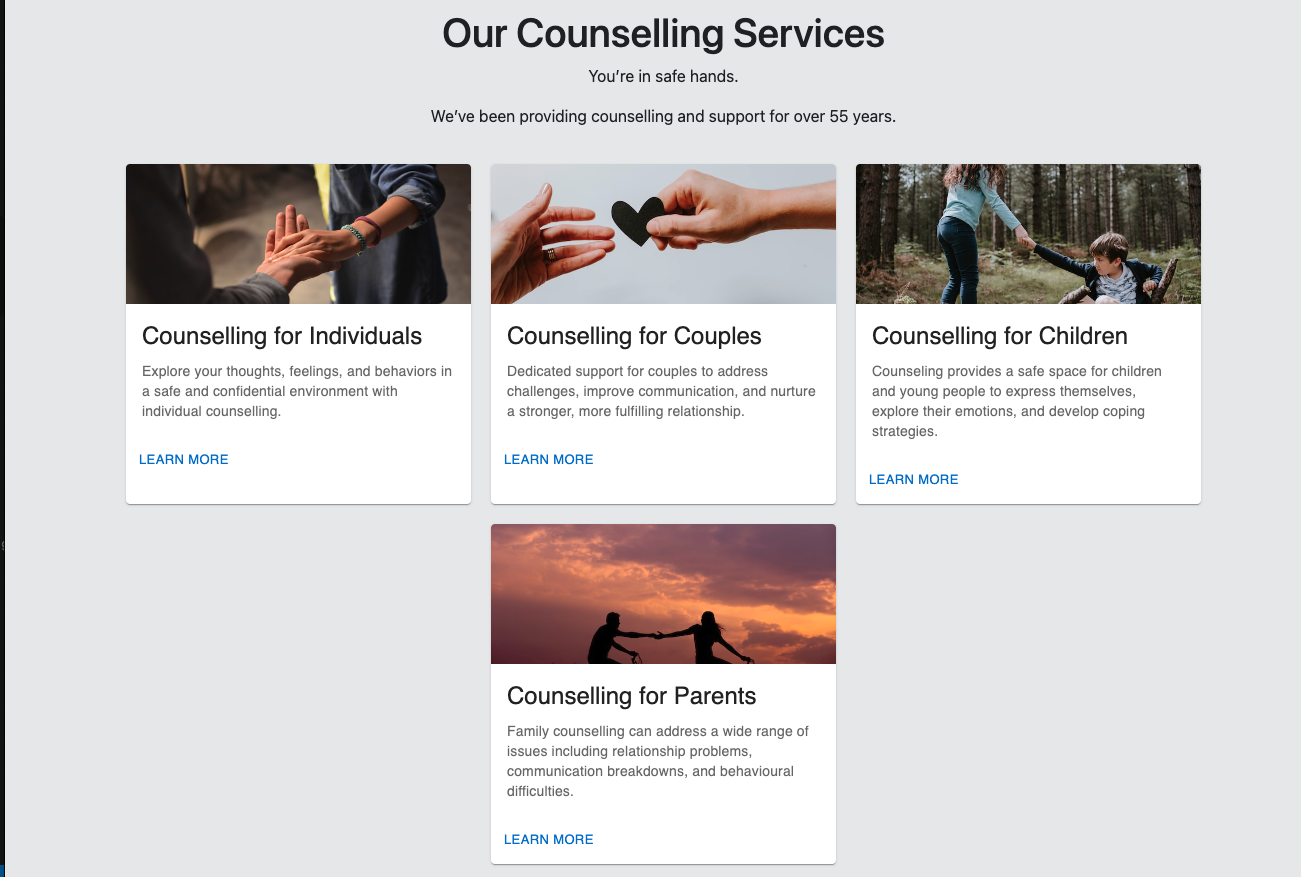 Our Counselling Services
You’re in safe hands.
We’ve been providing counselling and support for over 55 years.
Counselling for Individuals
Explore your thoughts, feelings, and behaviors in
a safe and confidential environment with
individual counselling.
LEARN MORE
Counselling for Couples
Dedicated support for couples to address
challenges, improve communication, and nurture
a stronger, more fulfilling relationship.
LEARN MORE
Counselling for Children
Counseling provides a safe space for children
and young people to express themselves,
explore their emotions, and develop coping
strategies.
LEARN MORE
Counselling for Parents
Family counselling can address a wide range of
issues including relationship problems,
communication breakdowns, and behavioural
difficulties.
LEARN MORE